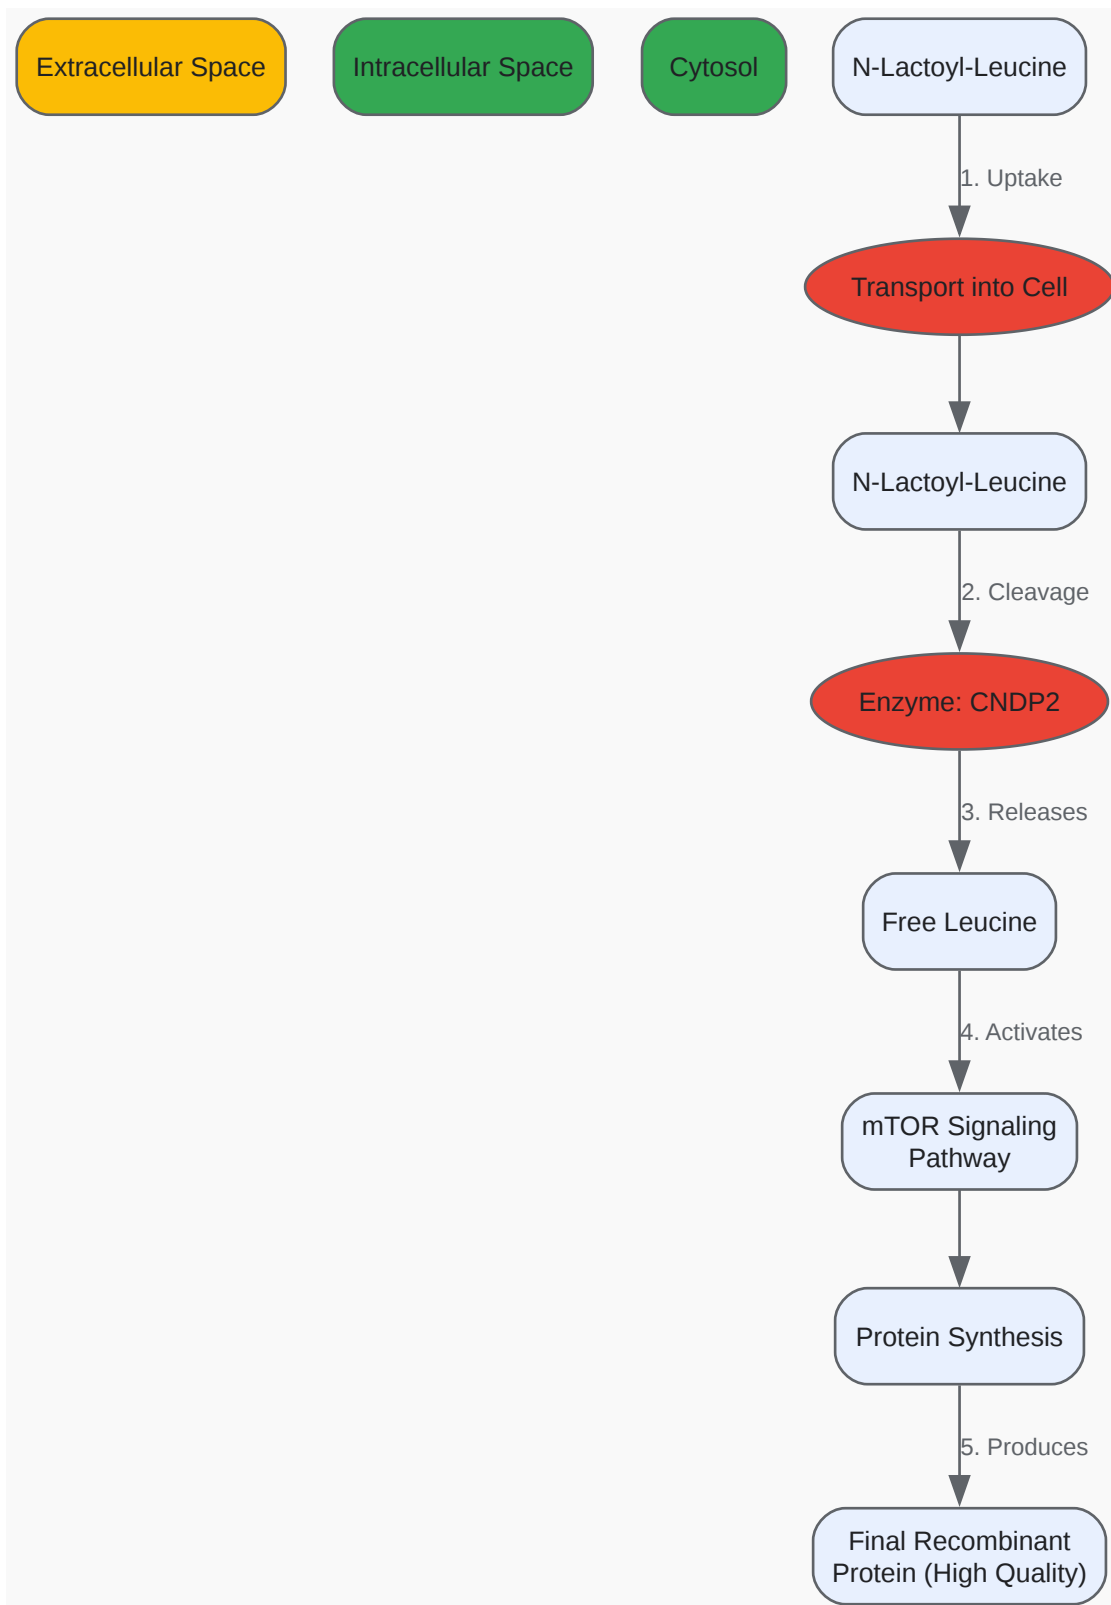 Extracellular Space
Intracellular Space
Cytosol
N-Lactoyl-Leucine
1. Uptake
Transport into Cell
N-Lactoyl-Leucine
2. Cleavage
Enzyme: CNDP2
3. Releases
Free Leucine
4. Activates
mTOR Signaling
Pathway
Protein Synthesis
5. Produces
Final Recombinant
Protein (High Quality)